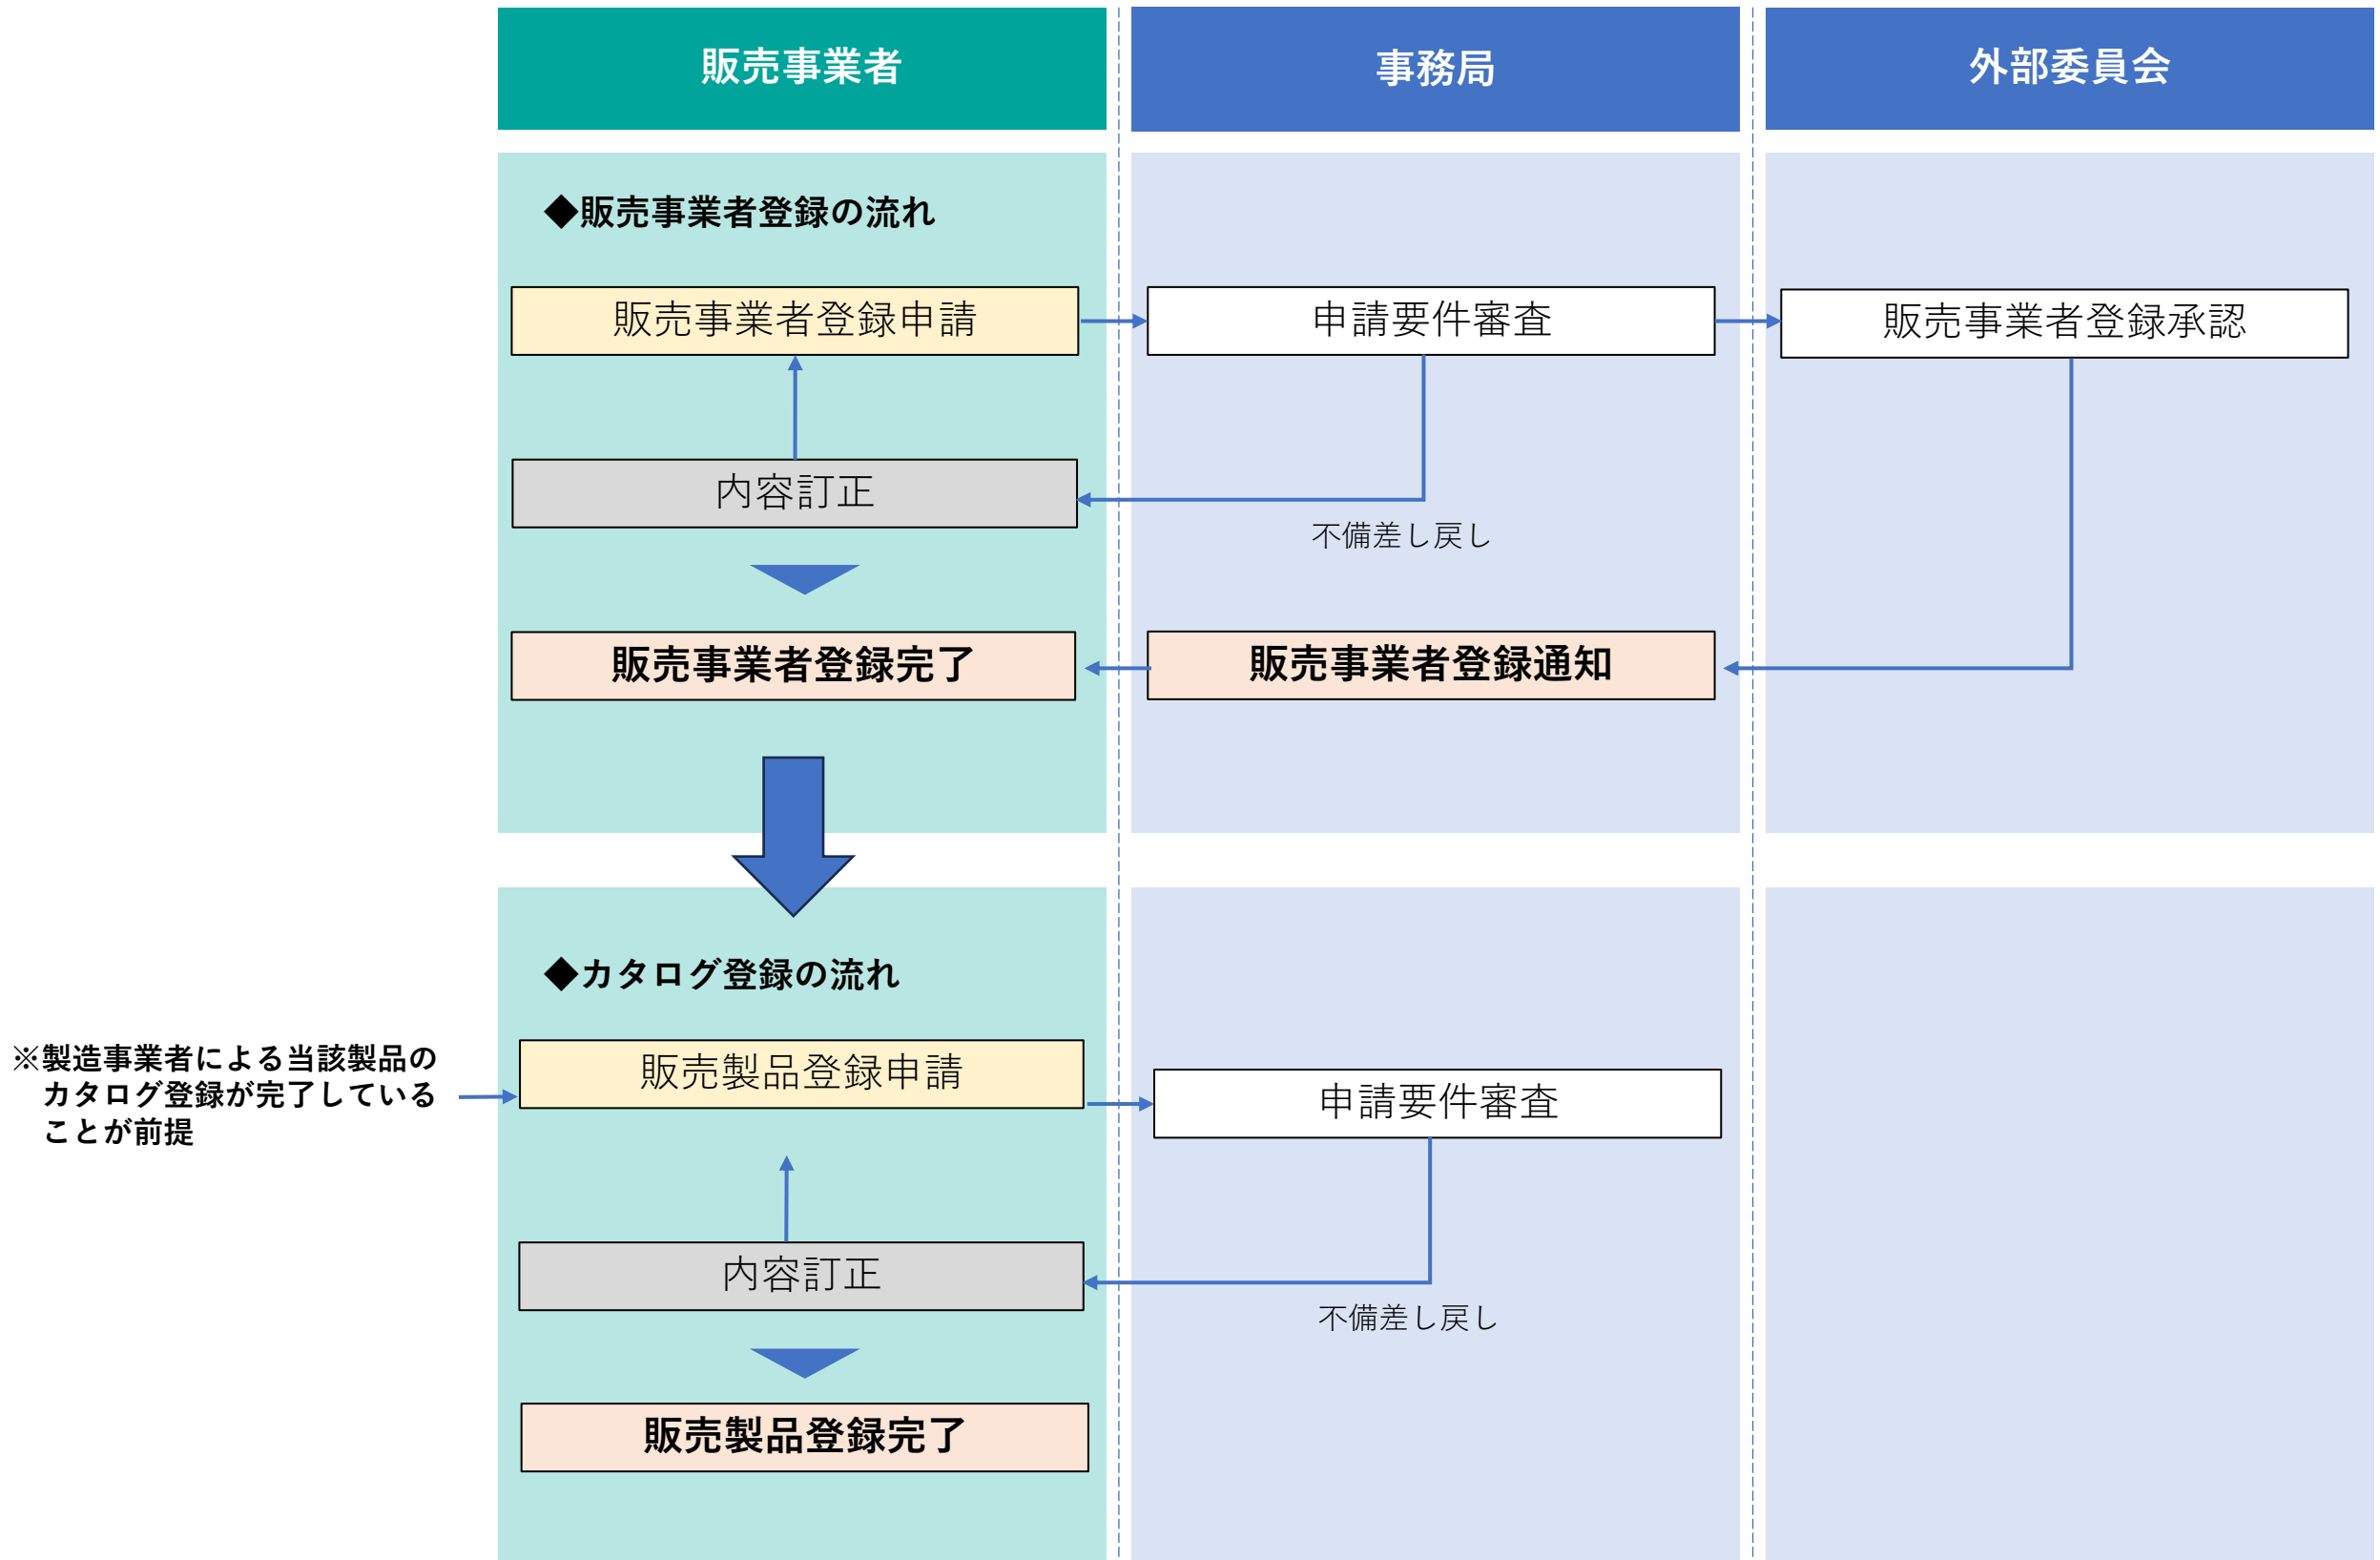 販売事業者
事務局
外部委員会
◆販売事業者登録の流れ
販売事業者登録申請
申請要件審査
販売事業者登録承認
内容訂正
不備差し戻し
販売事業者登録完了
販売事業者登録通知
◆カタログ登録の流れ
※製造事業者による当該製品の
カタログ登録が完了している
ことが前提
販売製品登録申請
申請要件審査
内容訂正
不備差し戻し
販売製品登録完了